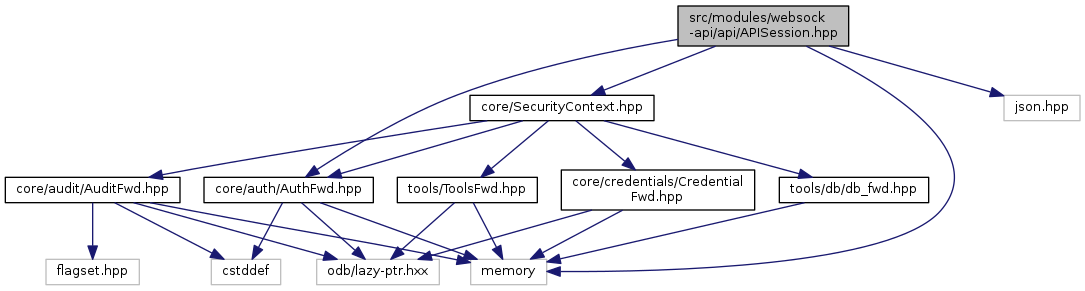 src/modules/websock
-api/api/APISession.hpp
core/SecurityContext.hpp
json.hpp
core/audit/AuditFwd.hpp
core/auth/AuthFwd.hpp
tools/ToolsFwd.hpp
core/credentials/Credential
Fwd.hpp
tools/db/db_fwd.hpp
flagset.hpp
cstddef
odb/lazy-ptr.hxx
memory